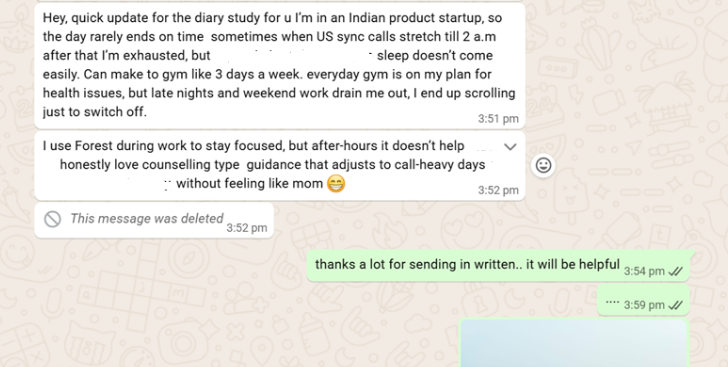 Hey, quick update for the diary study for u I'm in an Indian product startup, so
the day rarely ends on time sometimes when US sync calls stretch till 2 a.m
after that I'm exhausted, but sleep doesn't come
easily. Can make to gym like 3 days a week. everyday gym is on my plan for
health issues, but late nights and weekend work drain me out, I end up scrolling
just to switch off.
3:51 pm
I use Forest during work to stay focused, but after-hours it doesn't help
honestly love counselling type guidance that adjusts to call-heavy days
without feeling like mom 😁
3:52 pm
This message was deleted
3:52 pm
thanks a lot for sending in written.. it will be helpful 3:54 pm
.... 3:59 pm